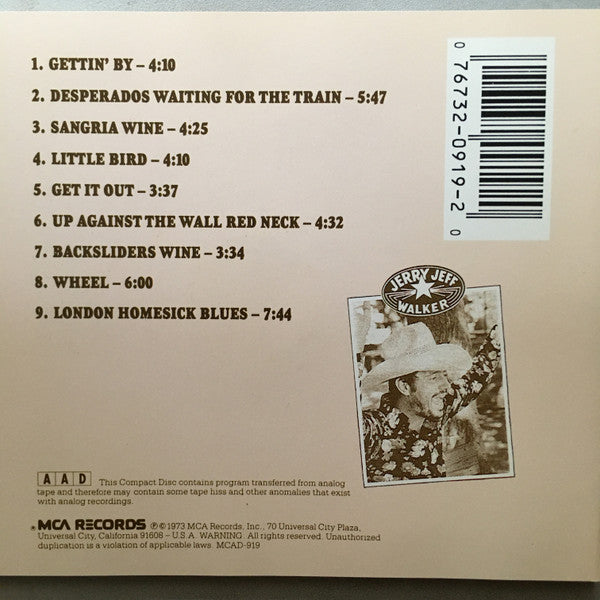 1. GETTIN' BY – 4:10
2. DESPERADOS WAITING FOR THE TRAIN – 5:47
3. SANGRIA WINE – 4:25
4. LITTLE BIRD – 4:10
5. GET IT OUT – 3:37
6. UP AGAINST THE WALL RED NECK – 4:32
7. BACKSLIDERS WINE – 3:34
8. WHEEL – 6:00
9. LONDON HOMESICK BLUES – 7:44
0 76732-0919-2 0
JERRY JEFF
WALKER
A A D This Compact Disc contains program transferred from analog
tape and therefore may contain some tape hiss and other anomalies that exist
with analog recordings.
® MCA RECORDS ℗©1973 MCA Records, Inc., 70 Universal City Plaza,
Universal City, California 91608 – U.S.A. WARNING. All rights reserved. Unauthorized
duplication is a violation of applicable laws. MCAD-919